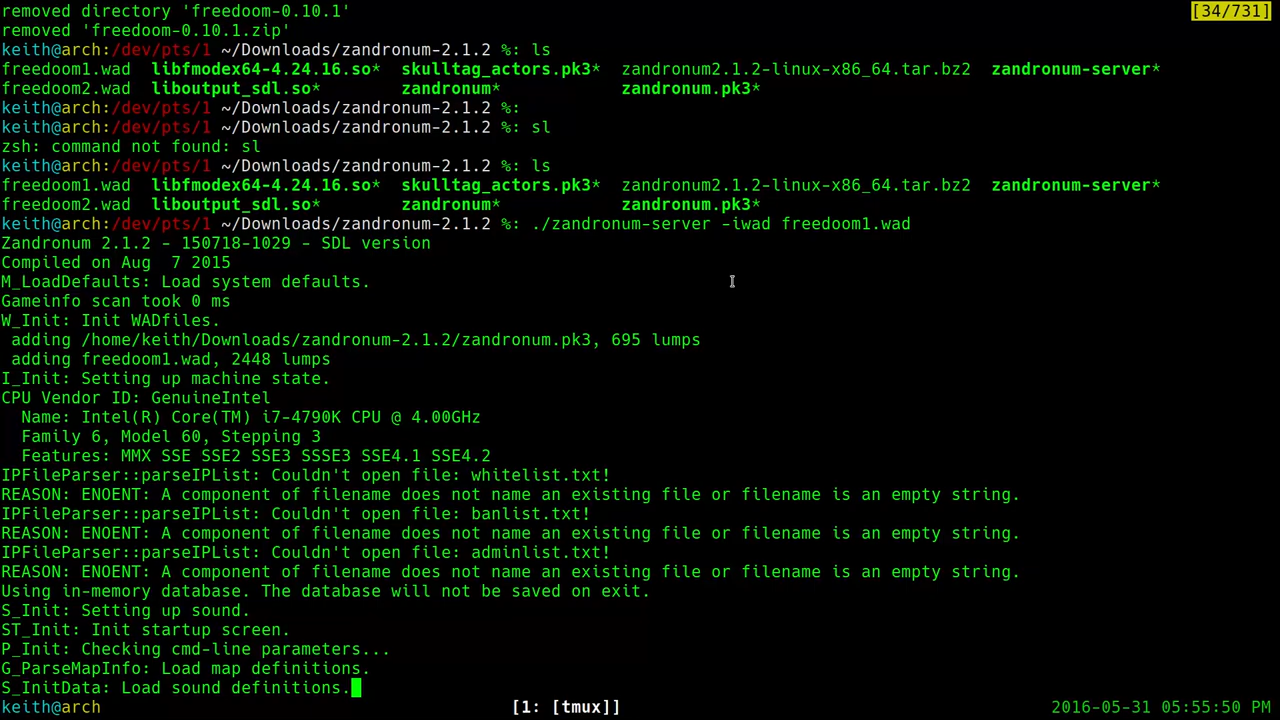 removed directory 'freedoom-0.10.1' [34/731]
removed 'freedoom-0.10.1.zip'
keith@arch:/dev/pts/1 ~/Downloads/zandronum-2.1.2 %: ls
freedoom1.wad  libfmodex64-4.24.16.so*  skulltag_actors.pk3*  zandronum2.1.2-linux-x86_64.tar.bz2  zandronum-server*
freedoom2.wad  liboutput_sdl.so*        zandronum*            zandronum.pk3*
keith@arch:/dev/pts/1 ~/Downloads/zandronum-2.1.2 %:
keith@arch:/dev/pts/1 ~/Downloads/zandronum-2.1.2 %: sl
zsh: command not found: sl
keith@arch:/dev/pts/1 ~/Downloads/zandronum-2.1.2 %: ls
freedoom1.wad  libfmodex64-4.24.16.so*  skulltag_actors.pk3*  zandronum2.1.2-linux-x86_64.tar.bz2  zandronum-server*
freedoom2.wad  liboutput_sdl.so*        zandronum*            zandronum.pk3*
keith@arch:/dev/pts/1 ~/Downloads/zandronum-2.1.2 %: ./zandronum-server -iwad freedoom1.wad
Zandronum 2.1.2 - 150718-1029 - SDL version
Compiled on Aug  7 2015
M_LoadDefaults: Load system defaults.
Gameinfo scan took 0 ms
W_Init: Init WADfiles.
 adding /home/keith/Downloads/zandronum-2.1.2/zandronum.pk3, 695 lumps
 adding freedoom1.wad, 2448 lumps
I_Init: Setting up machine state.
CPU Vendor ID: GenuineIntel
  Name: Intel(R) Core(TM) i7-4790K CPU @ 4.00GHz
  Family 6, Model 60, Stepping 3
  Features: MMX SSE SSE2 SSE3 SSSE3 SSE4.1 SSE4.2
IPFileParser::parseIPList: Couldn't open file: whitelist.txt!
REASON: ENOENT: A component of filename does not name an existing file or filename is an empty string.
IPFileParser::parseIPList: Couldn't open file: banlist.txt!
REASON: ENOENT: A component of filename does not name an existing file or filename is an empty string.
IPFileParser::parseIPList: Couldn't open file: adminlist.txt!
REASON: ENOENT: A component of filename does not name an existing file or filename is an empty string.
Using in-memory database. The database will not be saved on exit.
S_Init: Setting up sound.
ST_Init: Init startup screen.
P_Init: Checking cmd-line parameters...
G_ParseMapInfo: Load map definitions.
S_InitData: Load sound definitions.
keith@arch [1: [tmux]] 2016-05-31 05:55:50 PM